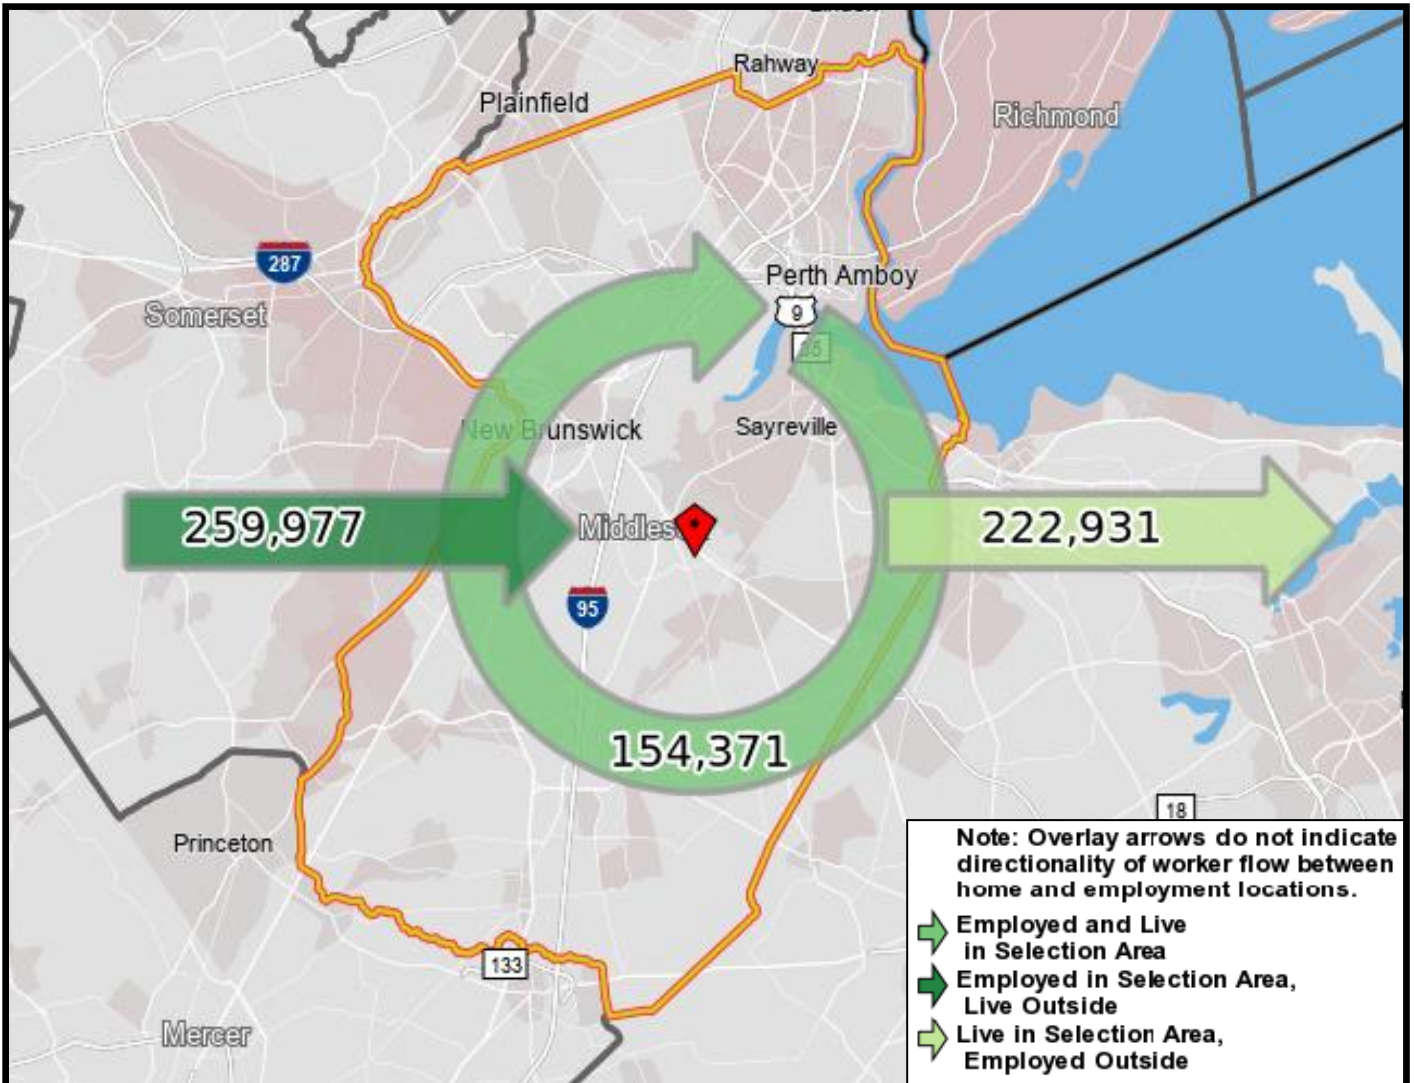 Rahway
Plainfield
Richmond
287
Perth Amboy
9
35
Somerset
New Brunswick
Sayreville
259,977
Middles
222,931
95
154,371
18
Princeton
133
Mercer
Note: Overlay arrows do not indicate
directionality of worker flow between
home and employment locations.
Employed and Live
in Selection Area
Employed in Selection Area,
Live Outside
Live in Selection Area,
Employed Outside